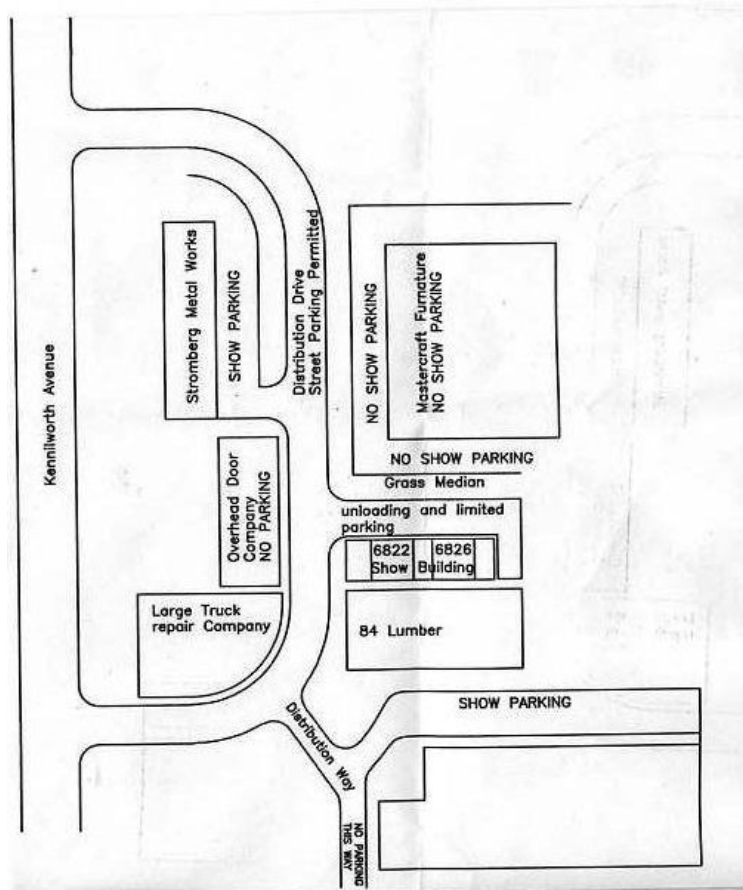 Kennilworth Avenue
Stromberg Metal Works
SHOW PARKING
Distribution Drive
Street Parking Permitted
NO SHOW PARKING
Mastercraft Furnature
NO SHOW PARKING
NO SHOW PARKING
Grass Median
Overhead Door
Company
NO PARKING
unloading and limited
parking
6822 6826
Show Building
Large Truck
repair Company
84 Lumber
SHOW PARKING
Distribution Way
NO PARKING
THIS WAY